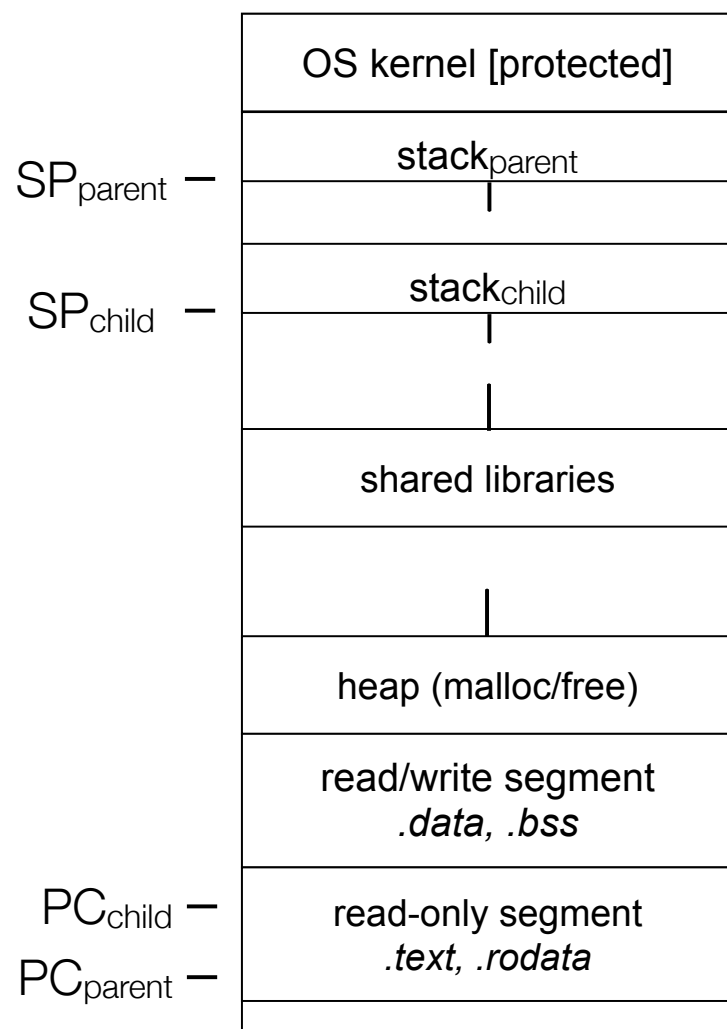 OS kernel [protected]
stackparent
SPparent
stackchild
SPchild
shared libraries
heap (malloc/free)
read/write segment
.data, .bss
PCchild
read-only segment
.text, .rodata
PCparent